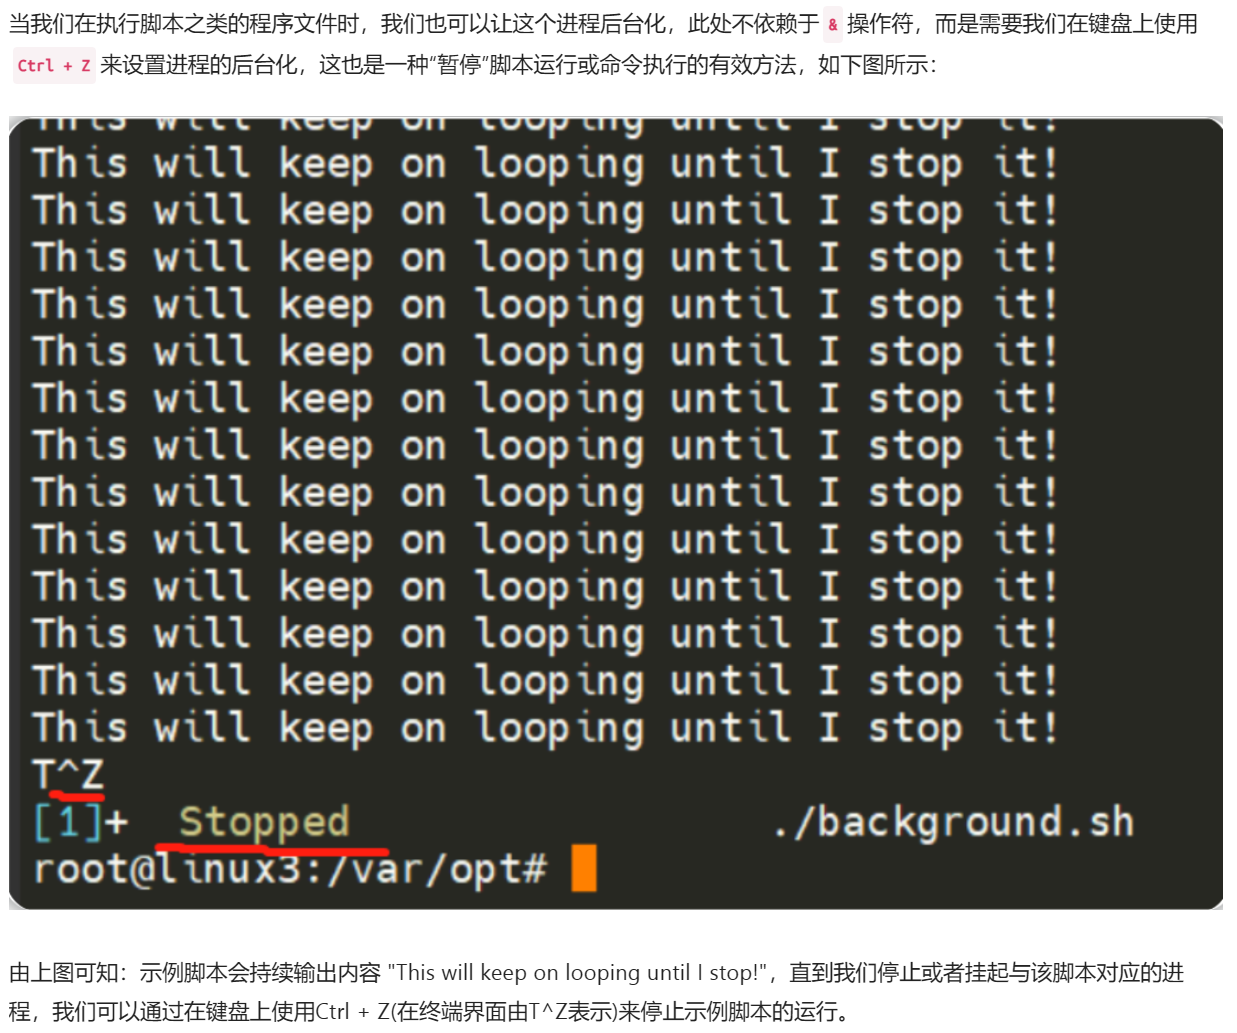 当我们在执行脚本之类的程序文件时，我们也可以让这个进程后台化，此处不依赖于 & 操作符，而是需要我们在键盘上使用
Ctrl + Z 来设置进程的后台化，这也是一种“暂停”脚本运行或命令执行的有效方法，如下图所示：
This will keep on looping until I stop it!
This will keep on looping until I stop it!
This will keep on looping until I stop it!
This will keep on looping until I stop it!
This will keep on looping until I stop it!
This will keep on looping until I stop it!
This will keep on looping until I stop it!
This will keep on looping until I stop it!
This will keep on looping until I stop it!
This will keep on looping until I stop it!
This will keep on looping until I stop it!
This will keep on looping until I stop it!
This will keep on looping until I stop it!
This will keep on looping until I stop it!
T^Z
[1]+  Stopped                 ./background.sh
root@linux3:/var/opt#
由上图可知：示例脚本会持续输出内容 "This will keep on looping until I stop!"，直到我们停止或者挂起与该脚本对应的进
程，我们可以通过在键盘上使用Ctrl + Z(在终端界面由T^Z表示)来停止示例脚本的运行。